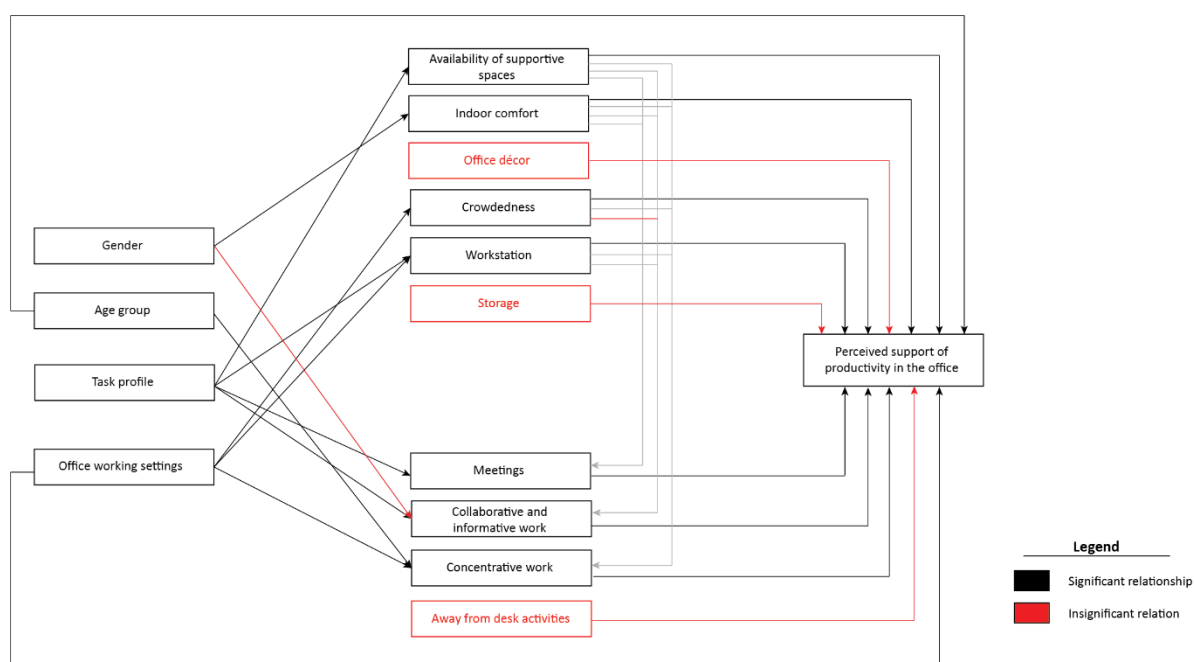 Availability of supportive
spaces
Indoor comfort
Office décor
Crowdedness
Gender
Workstation
Age group
Storage
Perceived support of
productivity in the office
Task profile
Office working settings
Meetings
Collaborative and
informative work
Concentrative work
Away from desk activities
Legend
Significant relationship
Insignificant relation